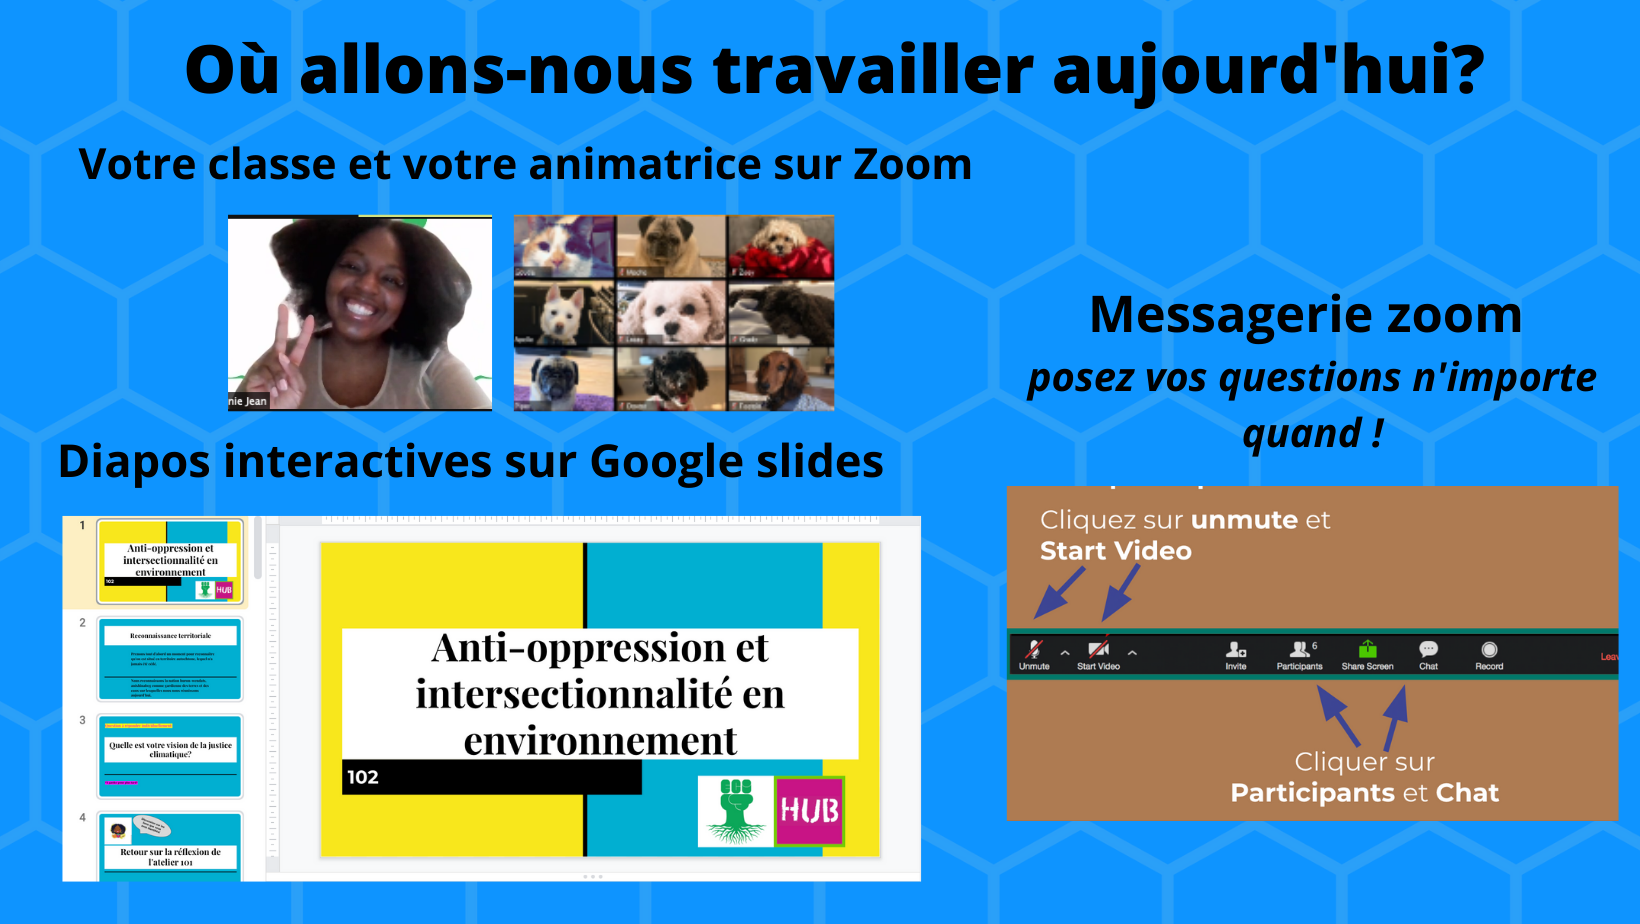 Où allons-nous travailler aujourd'hui?
Votre classe et votre animatrice sur Zoom
nie Jean
Diapos interactives sur Google slides
1
Anti-oppression et
intersectionnalité en
environnement
102
HUB
2
Reconnaissance territoriale
3
Quelle est votre vision de la justice
climatique?
4
Retour sur la réflexion de
l'atelier 101
Anti-oppression et
intersectionnalité en
environnement
102
HUB
Messagerie zoom
posez vos questions n'importe
quand !
Cliquez sur unmute et
Start Video
Unmute
Start Video
Invite
6
Participants
Share Screen
Chat
Record
Cliquer sur
Participants et Chat